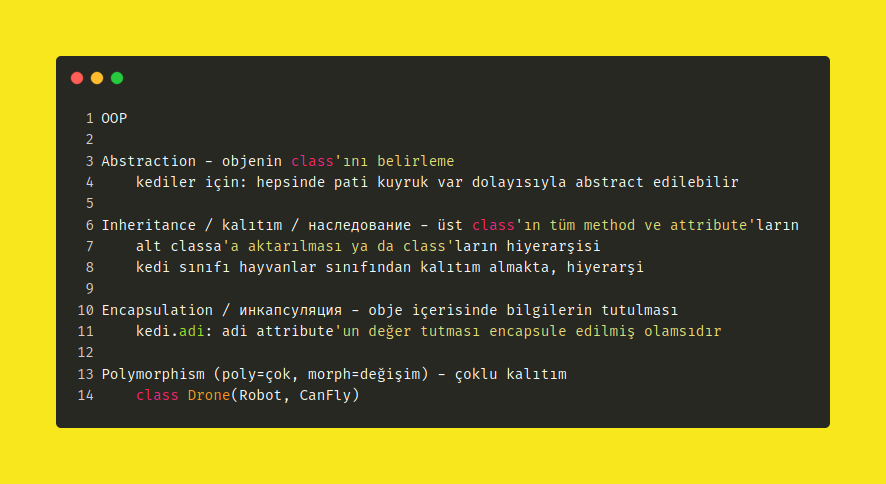 1 OOP
2
3 Abstraction - objenin class'ını belirleme
4 kediler için: hepsinde pati kuyruk var dolayısıyla abstract edilebilir
5
6 Inheritance / kalıtım / наследование - üst class'ın tüm method ve attribute'ların
7 alt classa'a aktarılması ya da class'ların hiyerarşisi
8 kedi sınıfı hayvanlar sınıfından kalıtım almakta, hiyerarşi
9
10 Encapsulation / инкапсуляция - obje içerisinde bilgilerin tutulması
11 kedi.adi: adi attribute'un değer tutması encapsule edilmiş olamsıdır
12
13 Polymorphism (poly=çok, morph=değişim) - çoklu kalıtım
14 class Drone(Robot, CanFly)